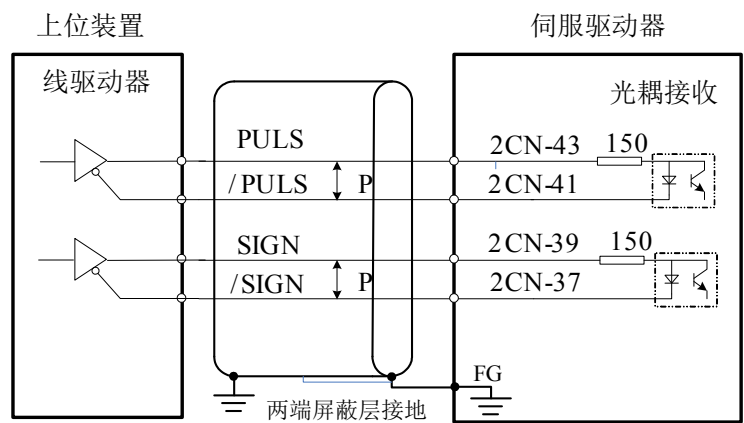 上位装置
伺服驱动器
线驱动器
光耦接收
PULS
2CN-43
150
/PULS
P
2CN-41
SIGN
2CN-39
150
/SIGN
P
2CN-37
FG
两端屏蔽层接地